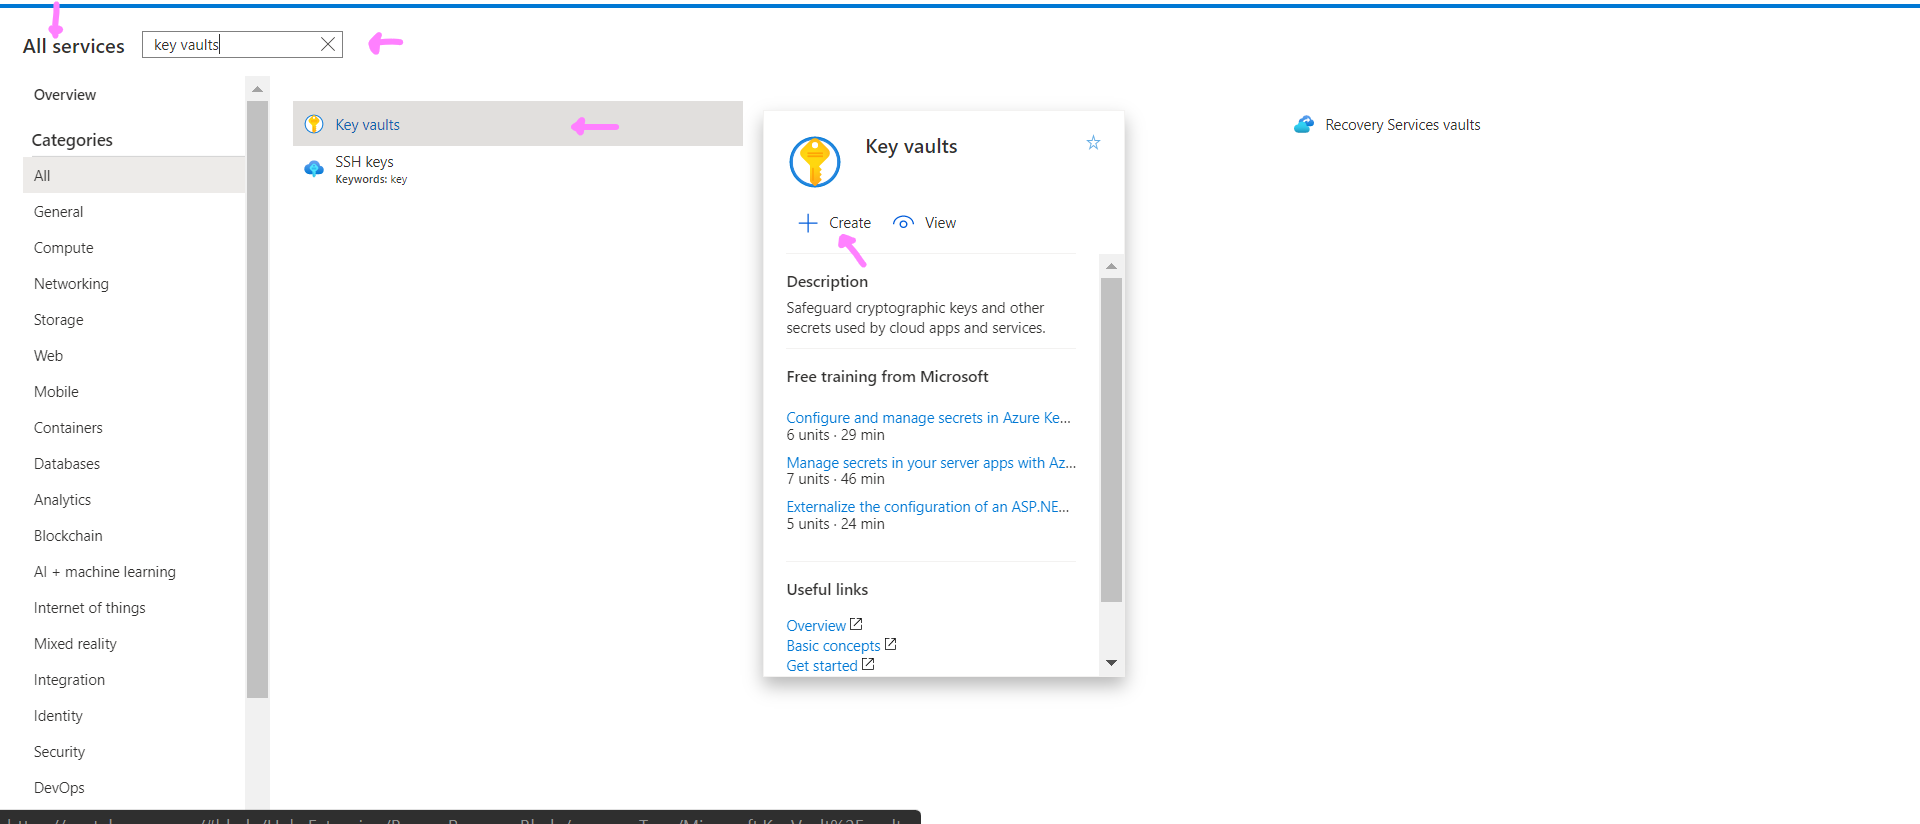 All services
key vaults
Overview
Categories
All
General
Compute
Networking
Storage
Web
Mobile
Containers
Databases
Analytics
Blockchain
AI + machine learning
Internet of things
Mixed reality
Integration
Identity
Security
DevOps
Key vaults
SSH keys
Keywords: key
Key vaults
Create
View
Description
Safeguard cryptographic keys and other
secrets used by cloud apps and services.
Free training from Microsoft
Configure and manage secrets in Azure Ke...
6 units · 29 min
Manage secrets in your server apps with Az...
7 units · 46 min
Externalize the configuration of an ASP.NE...
5 units · 24 min
Useful links
Overview
Basic concepts
Get started
Recovery Services vaults